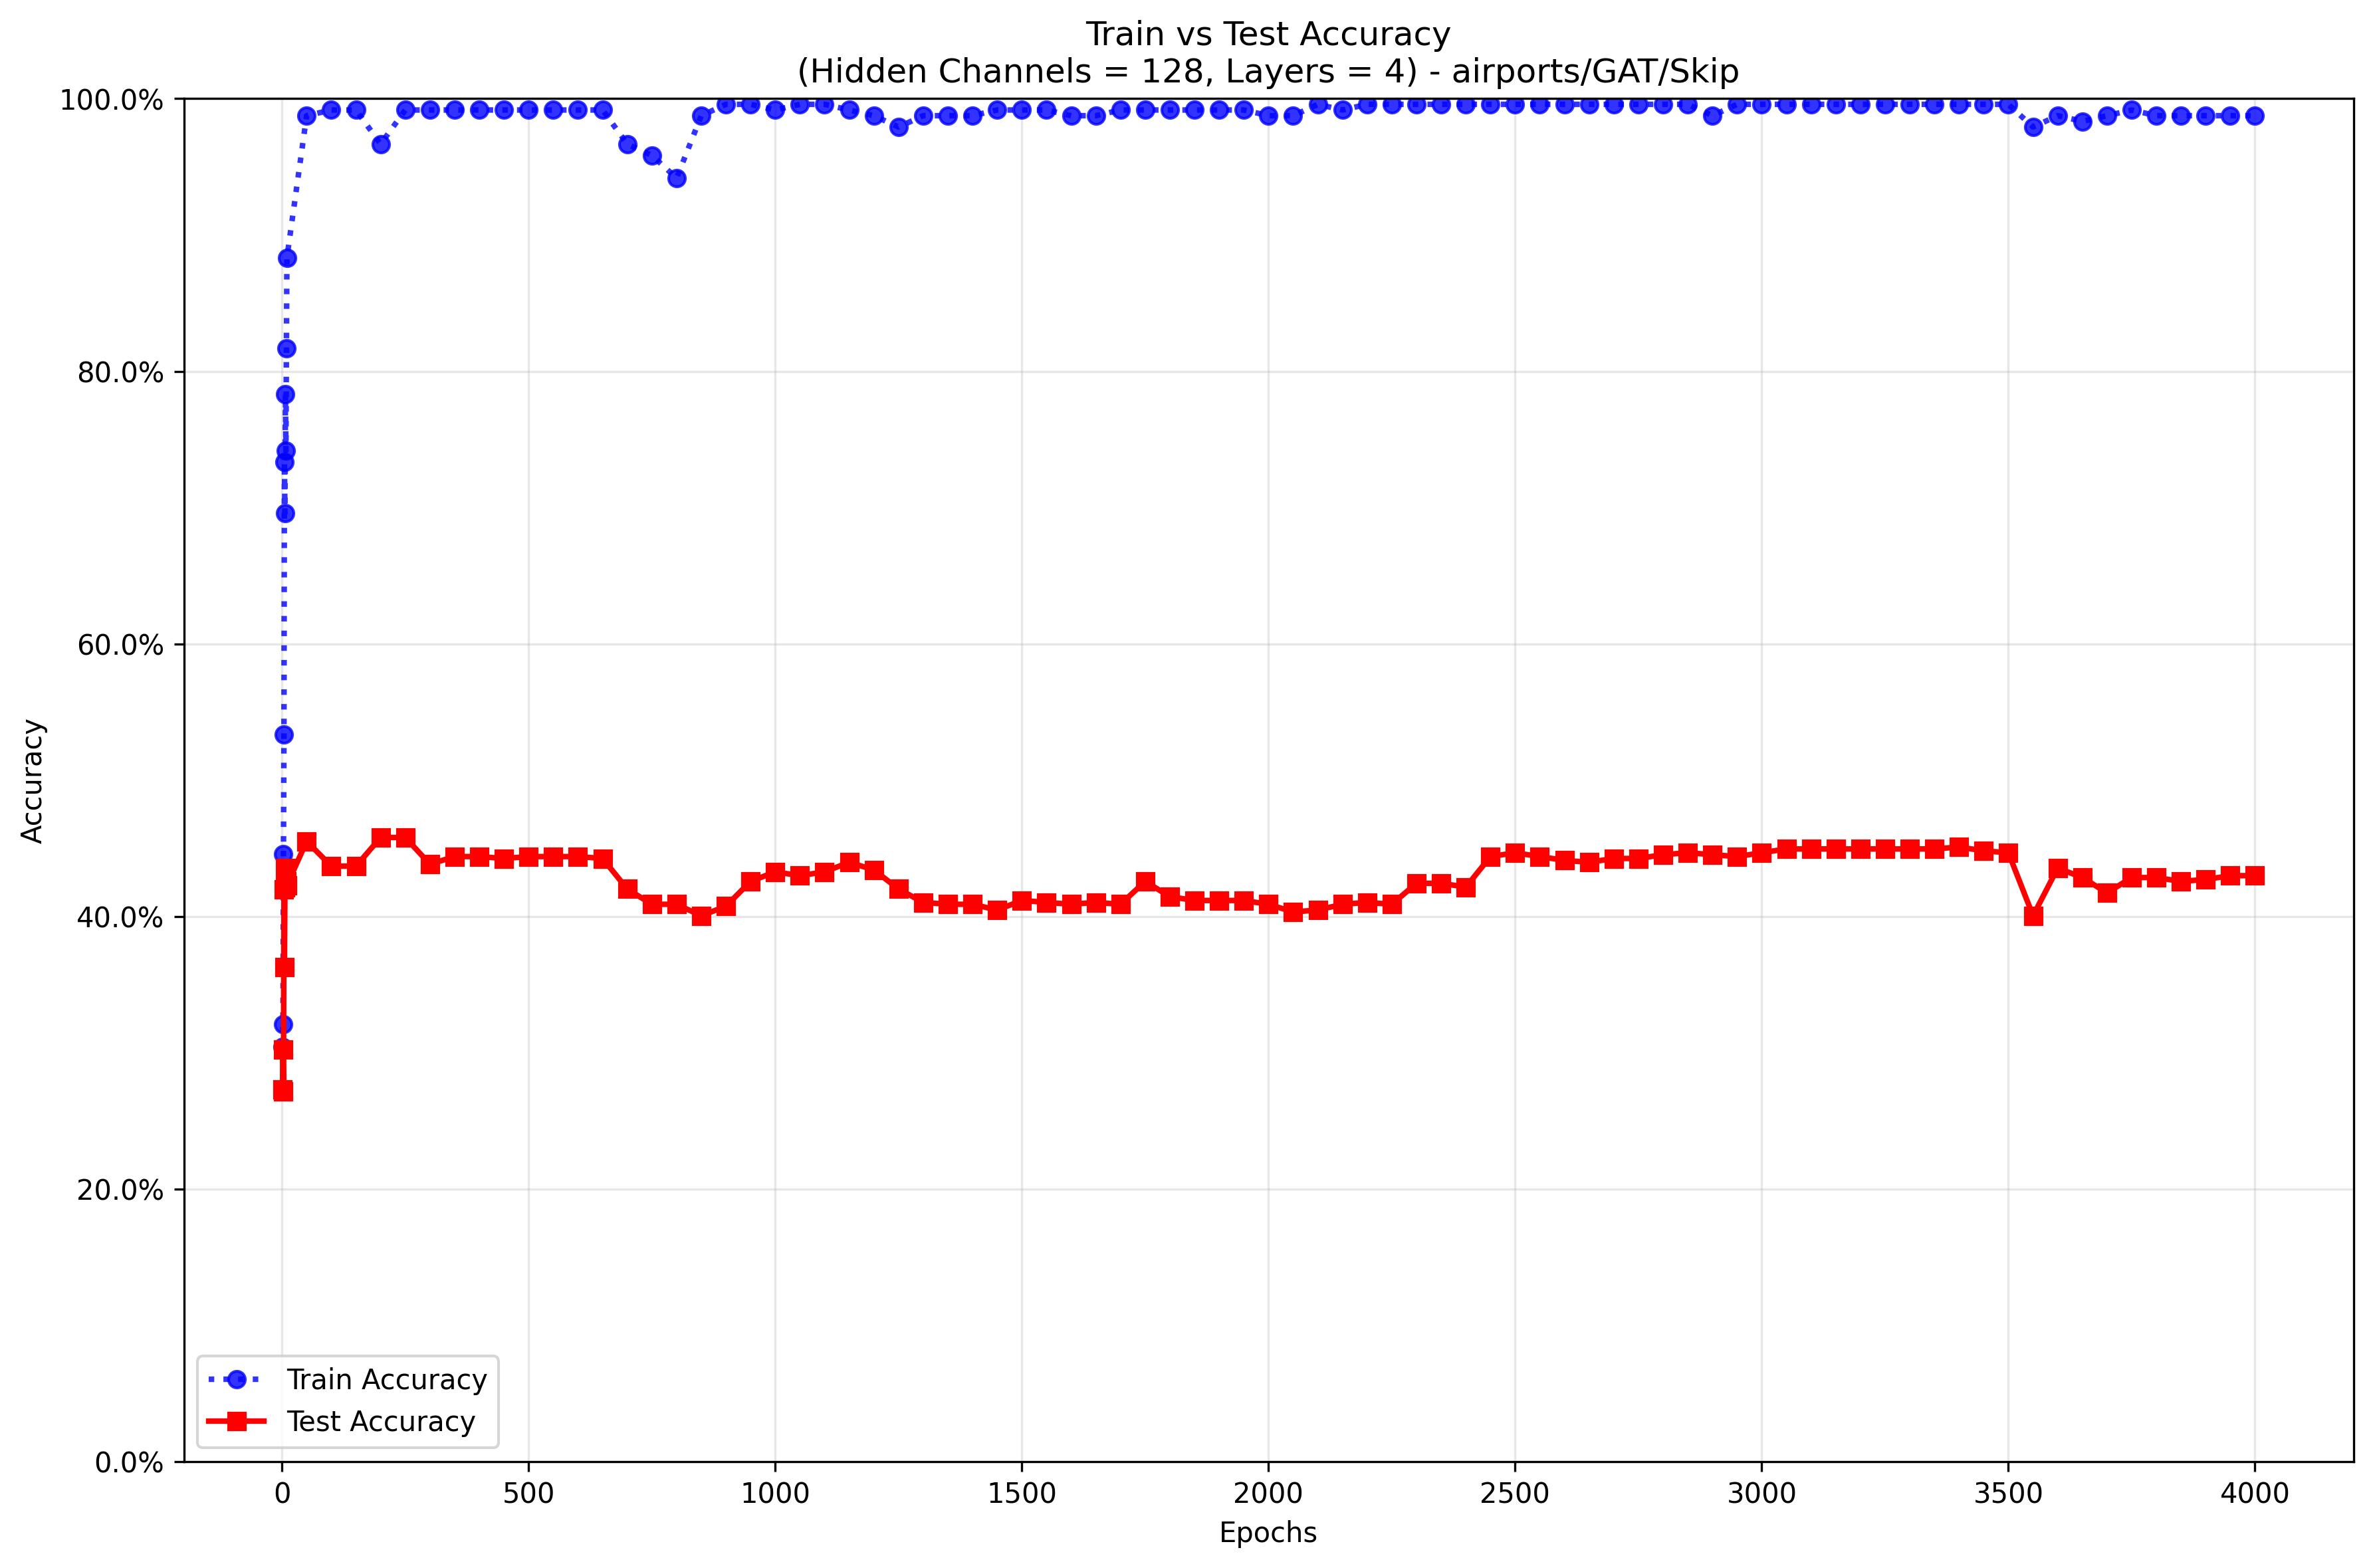 Train vs Test Accuracy
(Hidden Channels = 128, Layers = 4) - airports/GAT/Skip
100.0%
80.0%
60.0%
40.0%
20.0%
0.0%
Accuracy
Train Accuracy
Test Accuracy
0 500 1000 1500 2000 2500 3000 3500 4000
Epochs